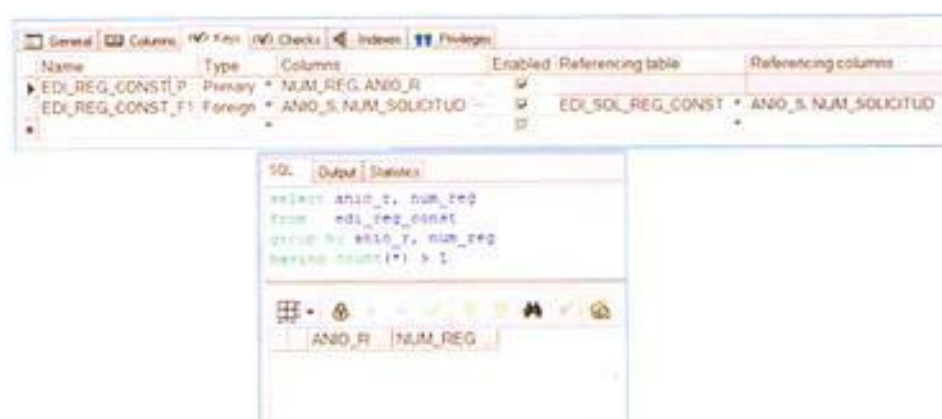 General Columns Keys Checks Indexes Privileges
Name Type Columns Enabled Referencing table Referencing columns
EDI_REG_CONST_P Primary NUM_REG, ANIO_R
EDI_REG_CONST_F1 Foreign ANIO_S, NUM_SOLICITUD EDI_SOL_REG_CONST ANIO_S, NUM_SOLICITUD
SQL Output Statistics
select anio_r, num_reg
from edi_reg_const
group by anio_r, num_reg
having count(*) > 1
ANIO_R NUM_REG